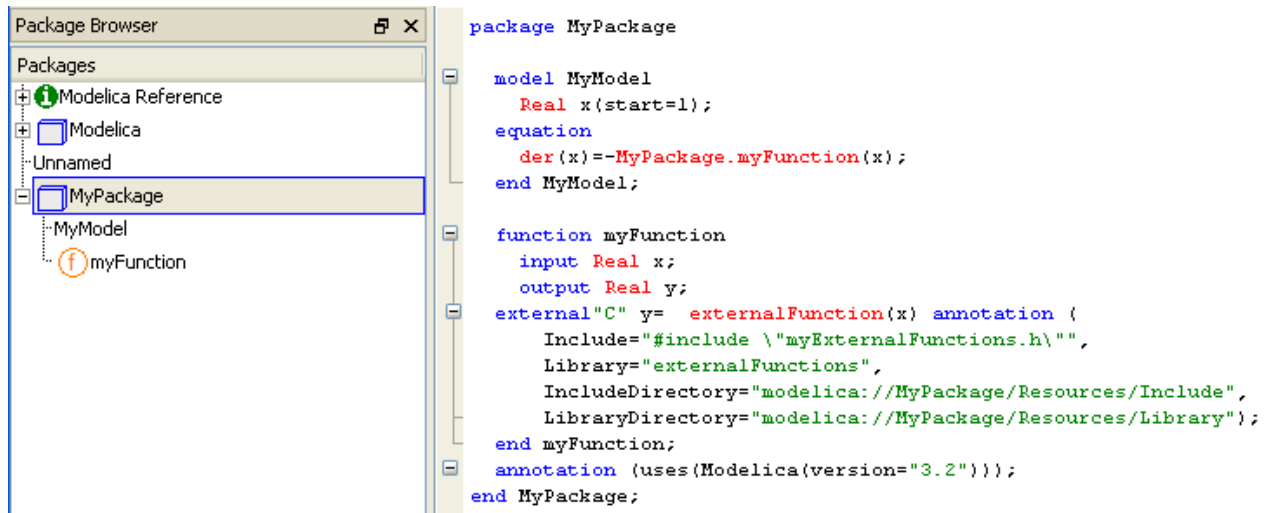 Package Browser
Packages
Modelica Reference
Modelica
Unnamed
MyPackage
MyModel
f myFunction
package MyPackage
model MyModel
Real x(start=1);
equation
der(x)=-MyPackage.myFunction(x);
end MyModel;
function myFunction
input Real x;
output Real y;
external"C" y=  externalFunction(x) annotation (
Include="#include \"myExternalFunctions.h\"",
Library="externalFunctions",
IncludeDirectory="modelica://MyPackage/Resources/Include",
LibraryDirectory="modelica://MyPackage/Resources/Library");
end myFunction;
annotation (uses(Modelica(version="3.2")));
end MyPackage;